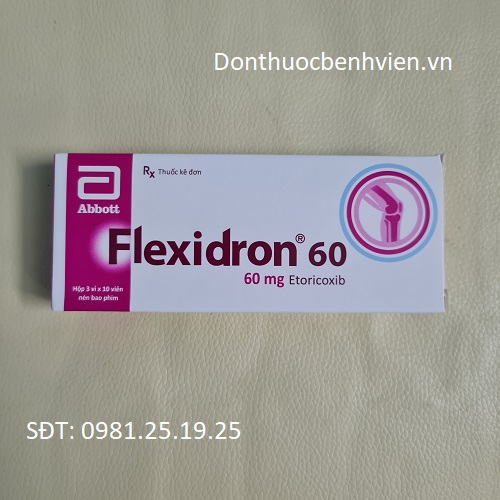 Donthuocbenhvien.vn
Rx Thuốc kê đơn
Abbott
Flexidron® 60
60 mg Etoricoxib
Hộp 3 vỉ x 10 viên
nén bao phim
SĐT: 0981.25.19.25